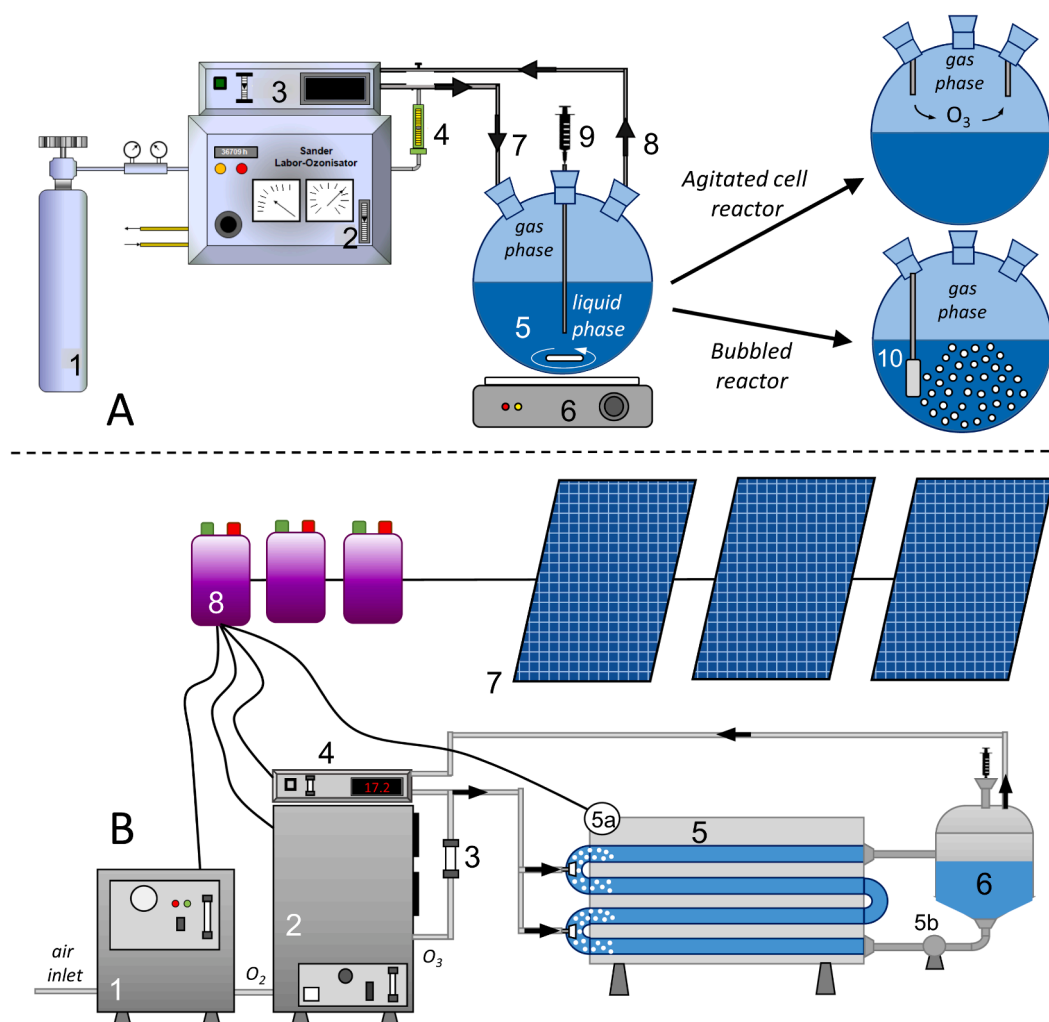 3
36709 h
Sander
Labor-Ozonisator
2
1
A
4
7
9
8
gas
phase
5
liquid
phase
6
Agitated cell
reactor
Bubbled
reactor
gas
phase
O₃
gas
phase
10
8
7
B
4
17.2
3
5a
5
6
5b
2
1
air
inlet
O₂
O₃